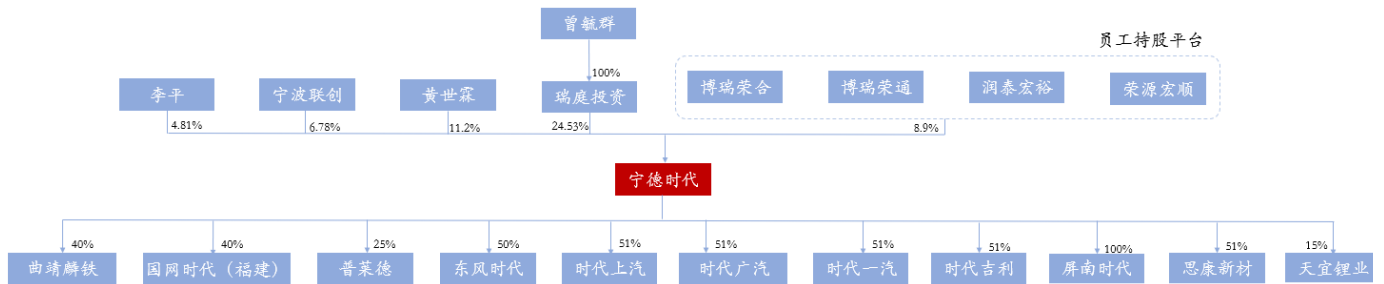 曾毓群
员工持股平台
100%
李平
宁波联创
黄世霖
瑞庭投资
博瑞荣合
博瑞荣通
润泰宏裕
荣源宏顺
4.81%
6.78%
11.2%
24.53%
8.9%
宁德时代
40%
40%
25%
50%
51%
51%
51%
51%
100%
51%
15%
曲靖麟铁
国网时代（福建）
普莱德
东风时代
时代上汽
时代广汽
时代一汽
时代吉利
屏南时代
思康新材
天宜锂业